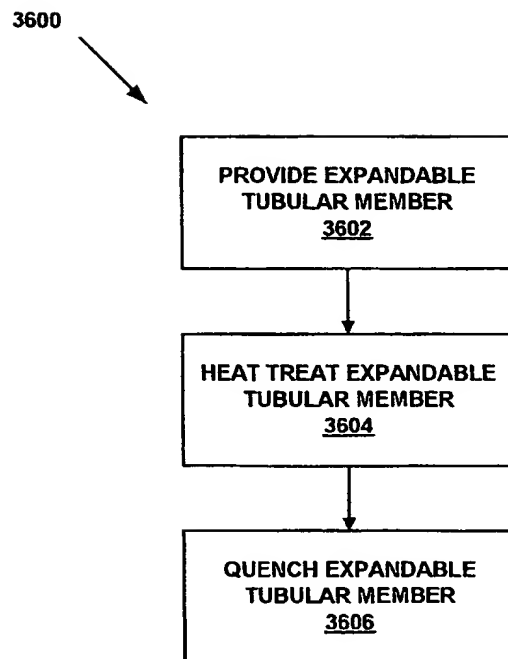 3600
PROVIDE EXPANDABLE
TUBULAR MEMBER
3602
HEAT TREAT EXPANDABLE
TUBULAR MEMBER
3604
QUENCH EXPANDABLE
TUBULAR MEMBER
3606